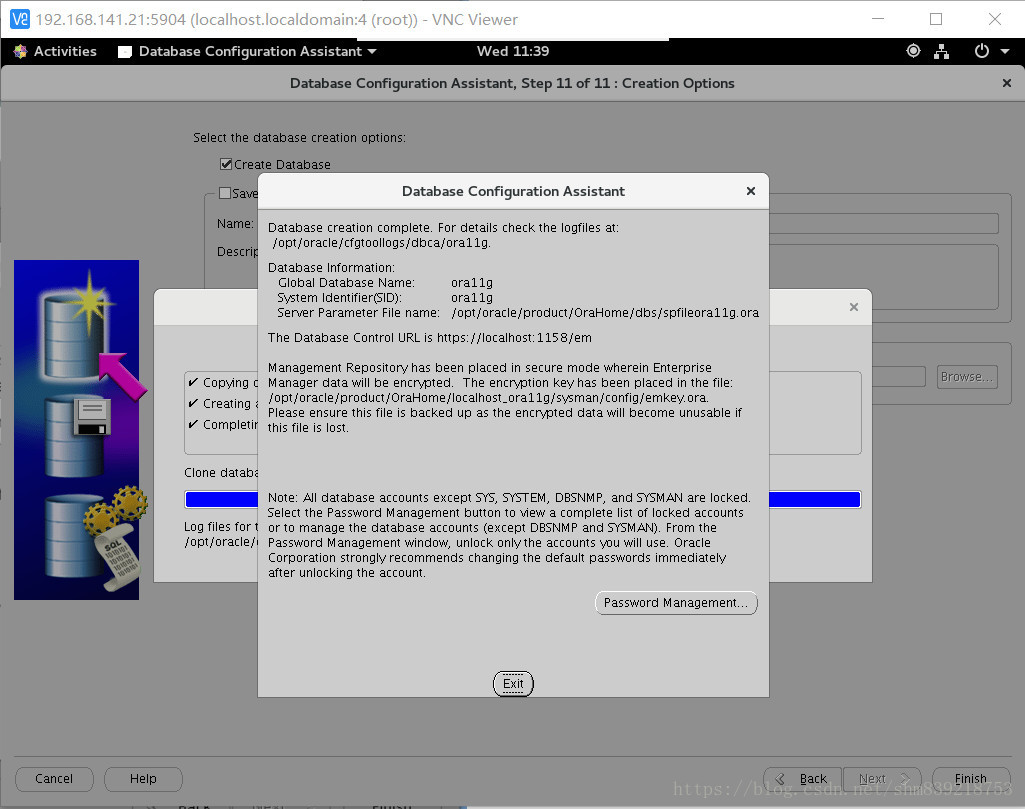 192.168.141.21:5904 (localhost.localdomain:4 (root)) - VNC Viewer
Activities Database Configuration Assistant Wed 11:39
Database Configuration Assistant, Step 11 of 11 : Creation Options
Select the database creation options:
Create Database
Save
Name:
Descrip
Browse...
Copying
Creating
Completin
Clone databa
Log files for t
/opt/oracle/
Database Configuration Assistant
Database creation complete. For details check the logfiles at:
/opt/oracle/cfgtoollogs/dbca/ora11g.
Database Information:
Global Database Name: ora11g
System Identifier(SID): ora11g
Server Parameter File name: /opt/oracle/product/OraHome/dbs/spfileora11g.ora
The Database Control URL is https://localhost:1158/em
Management Repository has been placed in secure mode wherein Enterprise
Manager data will be encrypted. The encryption key has been placed in the file:
/opt/oracle/product/OraHome/localhost_ora11g/sysman/config/emkey.ora.
Please ensure this file is backed up as the encrypted data will become unusable if
this file is lost.
Note: All database accounts except SYS, SYSTEM, DBSNMP, and SYSMAN are locked.
Select the Password Management button to view a complete list of locked accounts
or to manage the database accounts (except DBSNMP and SYSMAN). From the
Password Management window, unlock only the accounts you will use. Oracle
Corporation strongly recommends changing the default passwords immediately
after unlocking the account.
Password Management...
Exit
SQL
Cancel Help Back Next Finish
https://blog.csdn.net/shm839218753